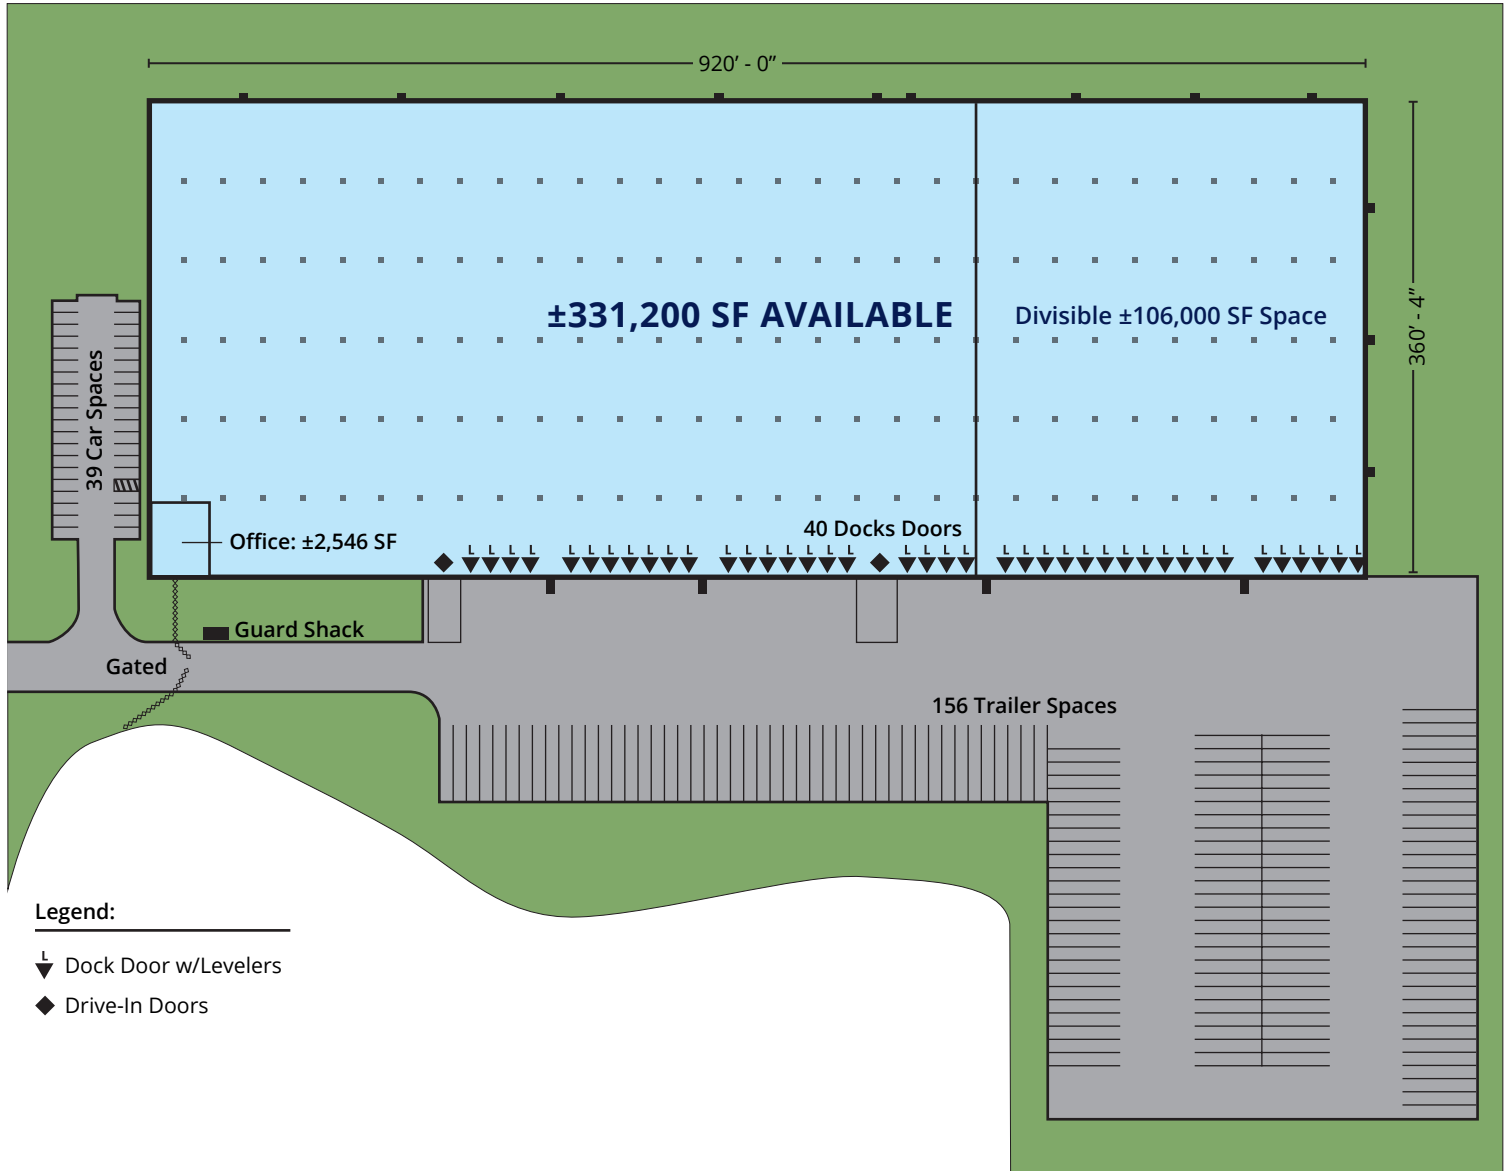 920’ - 0”
±331,200 SF AVAILABLE
Divisible ±106,000 SF Space
360’ - 4”
39 Car Spaces
Office: ±2,546 SF
40 Docks Doors
L L L L L L L L L L L L L L L L L L L L L L L L L L L L L L L L L L L L L L L L
Guard Shack
Gated
156 Trailer Spaces
Legend:
L
Dock Door w/Levelers
Drive-In Doors